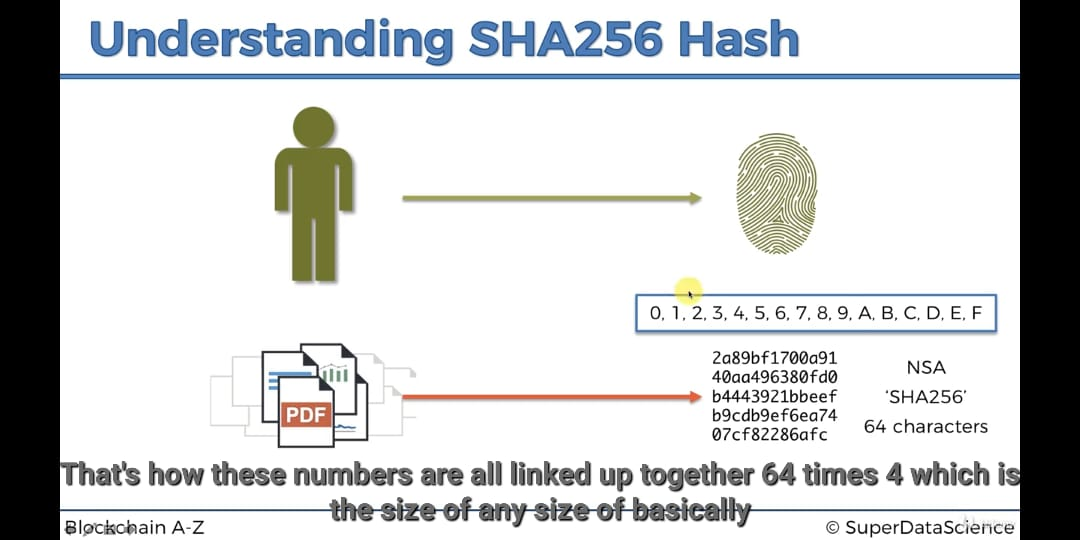 Understanding SHA256 Hash
0, 1, 2, 3, 4, 5, 6, 7, 8, 9, A, B, C, D, E, F
2a89bf1700a91
40aa496380fd0
b4443921bbeef
b9cdb9ef6ea74
07cf82286afc
NSA
'SHA256'
64 characters
PDF
That's how these numbers are all linked up together 64 times 4 which is
the size of any size of basically
Blockchain A-Z
© SuperDataScience